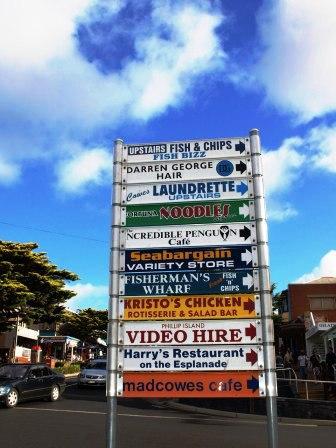 UPSTAIRS FISH & CHIPS
FISH BIZZ
DARREN GEORGE
HAIR
Cowes LAUNDRETTE
UPSTAIRS
FORTUNA NOODLES
The NCREDIBLE PENGUIN
Café
Seabargain
VARIETY STORE
FISHERMAN'S FISH
WHARF 'n' CHIPS
KRISTO'S CHICKEN
ROTISSERIE & SALAD BAR
PHILLIP ISLAND
VIDEO HIRE
Harry's Restaurant
on the Esplanade
madcowes cafe